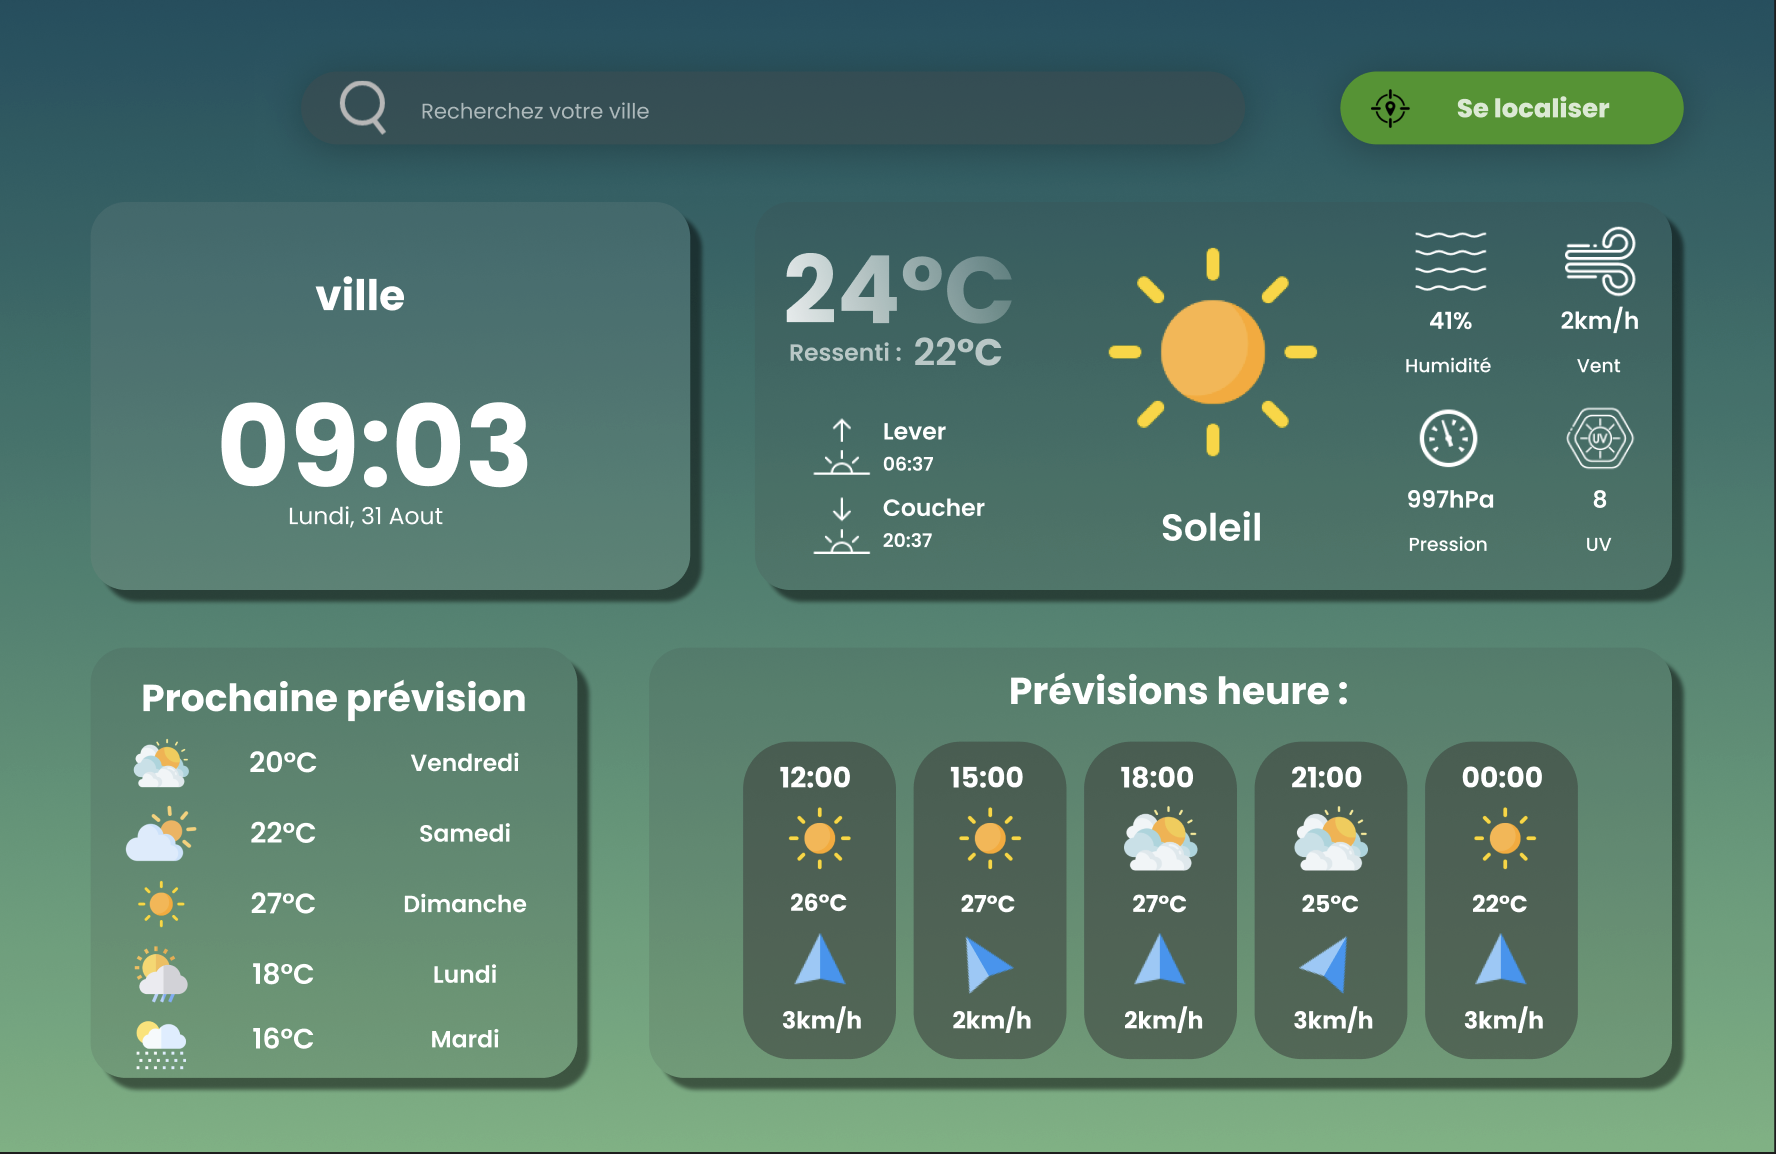 Recherchez votre ville
Se localiser
ville
09:03
Lundi, 31 Aout
24°C
Ressenti : 22°C
Lever
06:37
Coucher
20:37
Soleil
41%
Humidité
2km/h
Vent
997hPa
Pression
UV
8
UV
Prochaine prévision
20°C Vendredi
22°C Samedi
27°C Dimanche
18°C Lundi
16°C Mardi
Prévisions heure :
12:00
26°C
3km/h
15:00
27°C
2km/h
18:00
27°C
2km/h
21:00
25°C
3km/h
00:00
22°C
3km/h